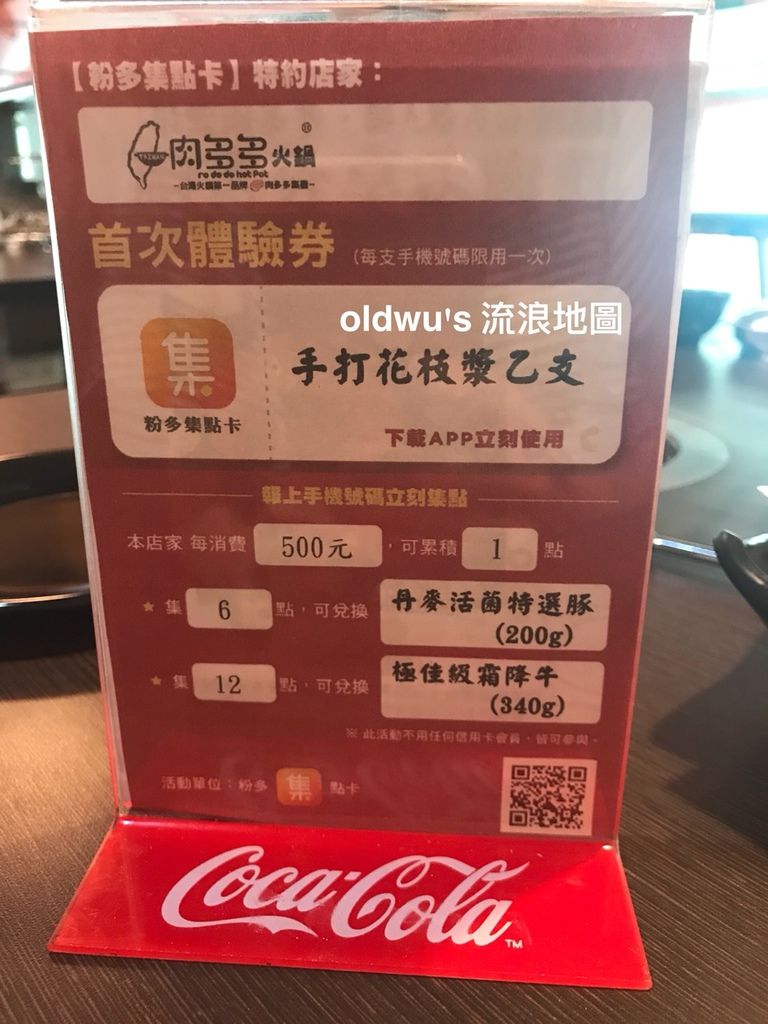 【粉多集點卡】特約店家：
TAIWAN
肉多多火鍋®
ro do do hot Pot
-台灣火鍋第一品牌 肉多多集團-
首次體驗券 (每支手機號碼限用一次)
oldwu's 流浪地圖
集
粉多集點卡
手打花枝漿乙支
下載APP立刻使用
報上手機號碼立刻集點
本店家 每消費 500元，可累積 1 點
★ 集 6 點，可兌換 丹麥活菌特選豚
(200g)
★ 集 12 點，可兌換 極佳級霜降牛
(340g)
※ 此活動不用任何信用卡會員，皆可參與。
活動單位：粉多 集 點卡
Coca-Cola™